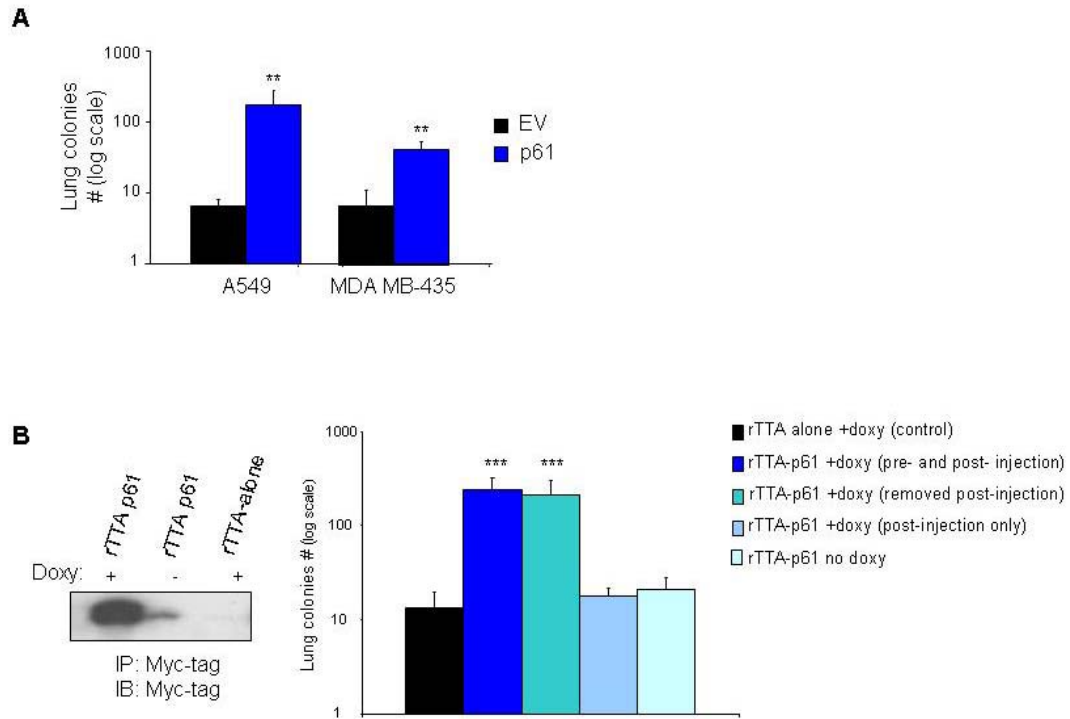 A
Lung colonies
# (log scale)
1000
100
10
1
**
**
EV
p61
A549
MDA MB-435
B
rTTA p61
rTTA p61
rTTA-alone
Doxy:
+
-
+
IP: Myc-tag
IB: Myc-tag
Lung colonies # (log scale)
1000
100
10
1
***
***
rTTA alone +doxy (control)
rTTA-p61 +doxy (pre- and post- injection)
rTTA-p61 +doxy (removed post-injection)
rTTA-p61 +doxy (post-injection only)
rTTA-p61 no doxy